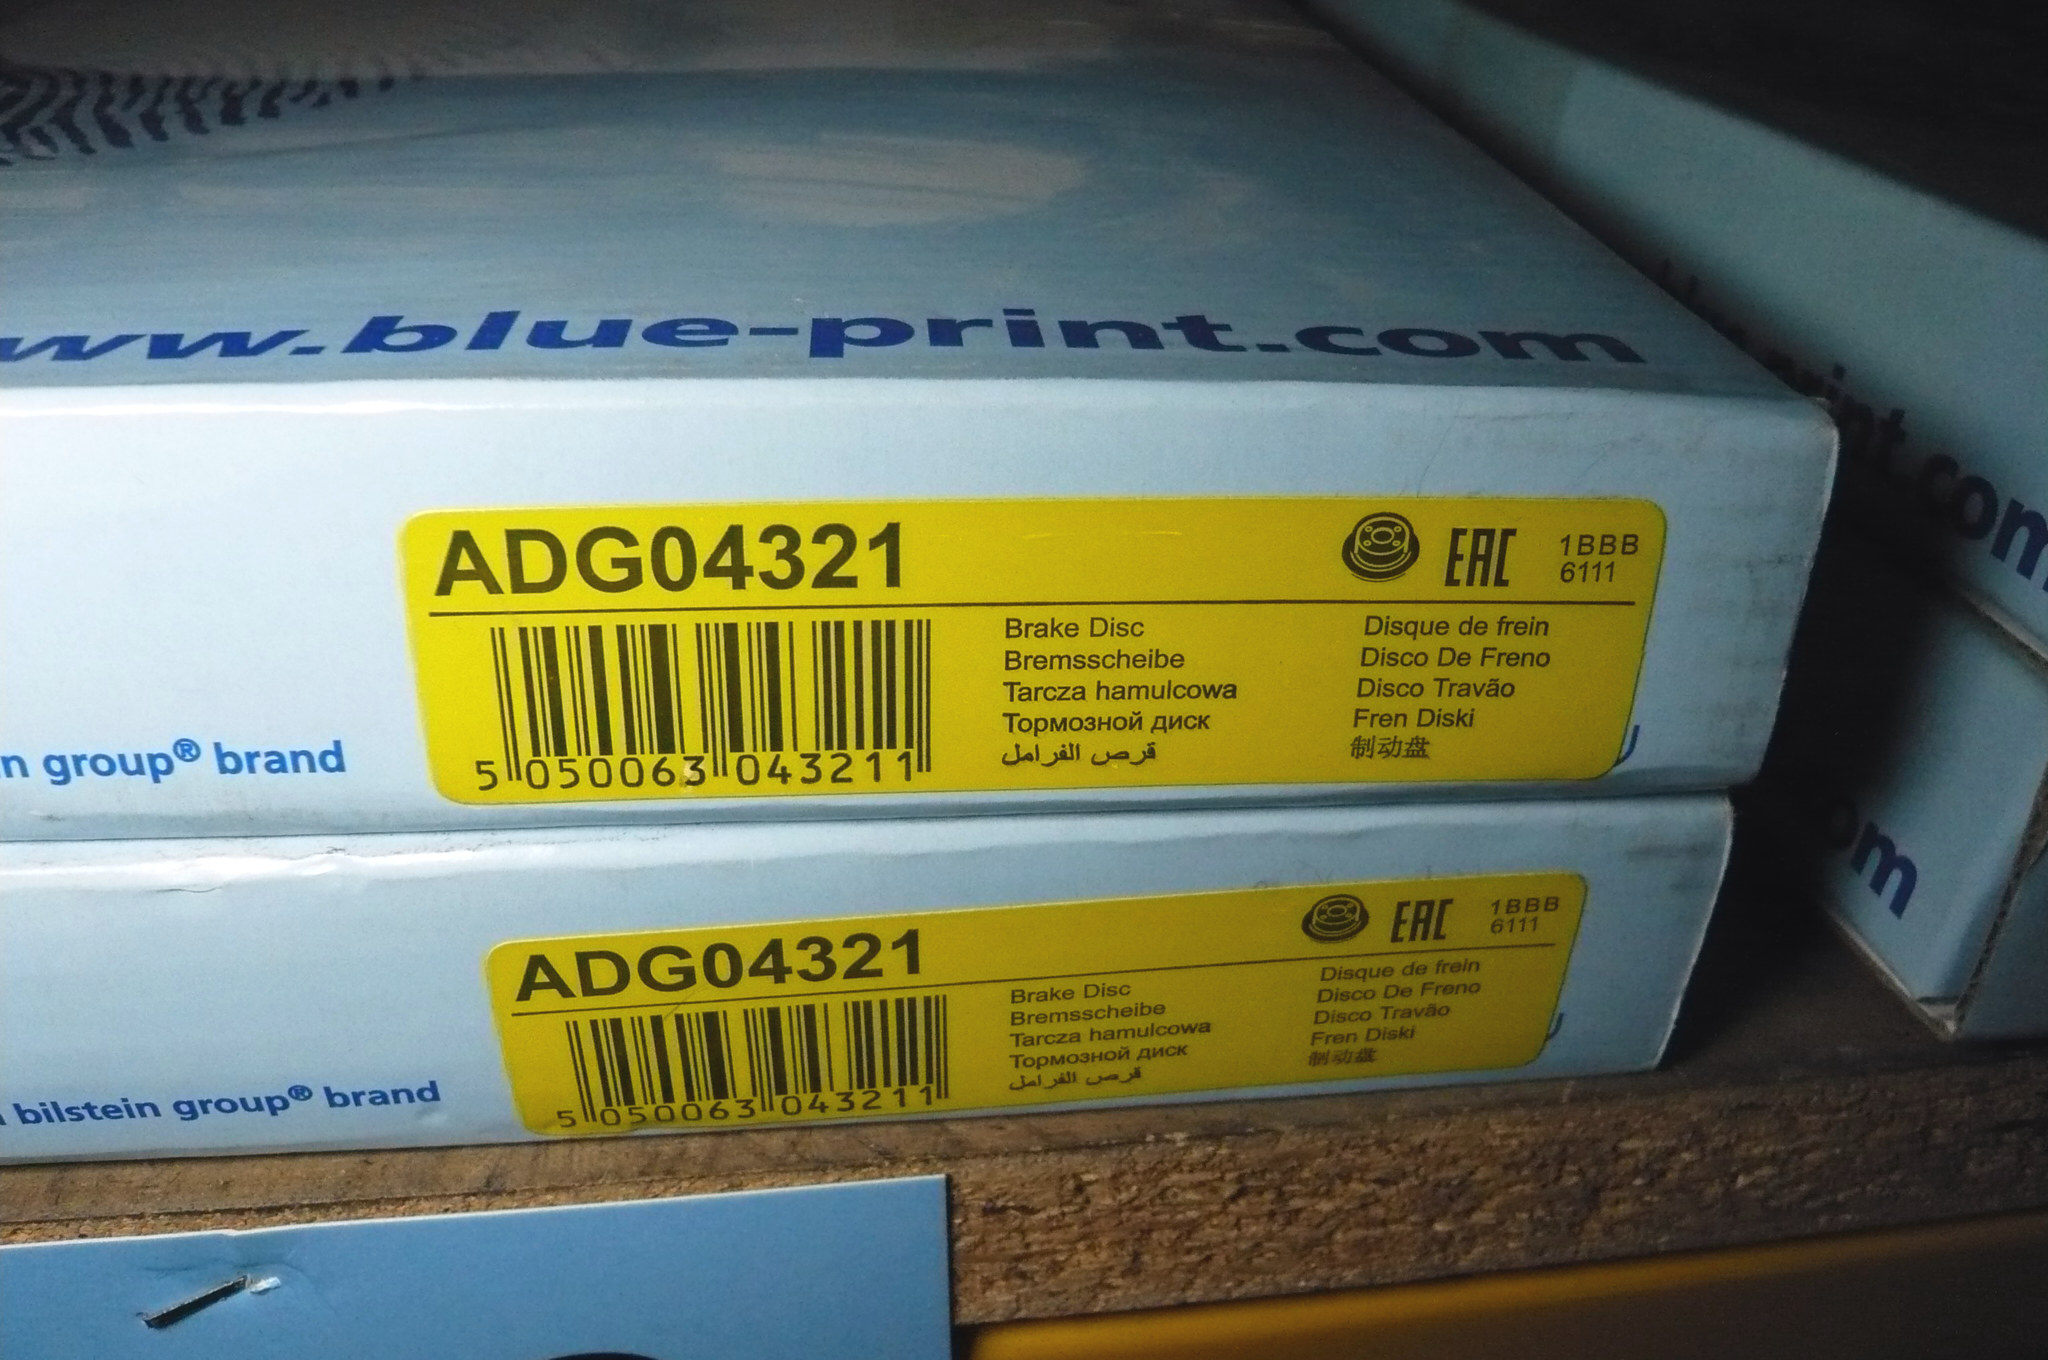 www.blue-print.com
ADG04321
EAC
1BBB
6111
Brake Disc
Bremsscheibe
Tarcza hamulcowa
Тормозной диск
قرص الفرامل
Disque de frein
Disco De Freno
Disco Travão
Fren Diski
制动盘
5 050063 043211
group® brand
ADG04321
EAC
1BBB
6111
Brake Disc
Bremsscheibe
Tarcza hamulcowa
Тормозной диск
قرص الفرامل
Disque de frein
Disco De Freno
Disco Travão
Fren Diski
制动盘
5 050063 043211
bilstein group® brand